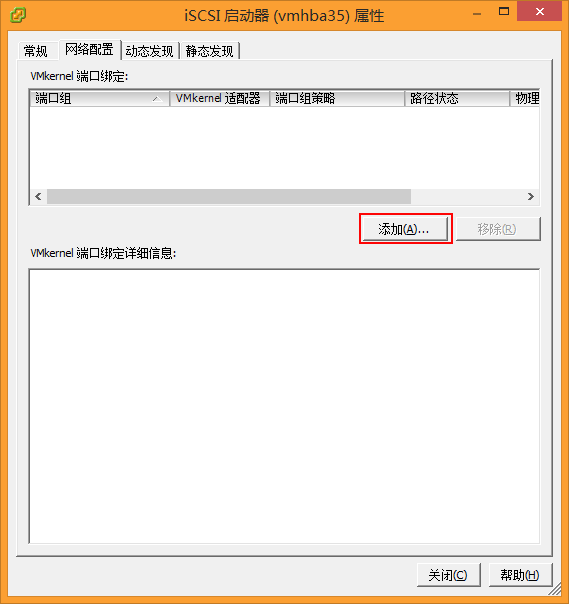 iSCSI 启动器 (vmhba35) 属性
常规 网络配置 动态发现 静态发现
VMkernel 端口绑定:
端口组 VMkernel 适配器 端口组策略 路径状态 物理
添加(A)... 移除(R)
VMkernel 端口绑定详细信息:
关闭(C) 帮助(H)